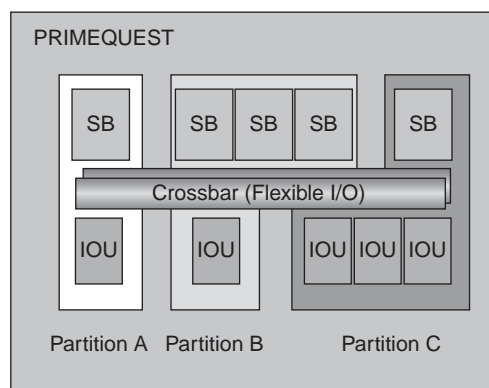 PRIMEQUEST
SB
SB SB SB
SB
Crossbar (Flexible I/O)
IOU
IOU
IOU IOU IOU
Partition A
Partition B
Partition C